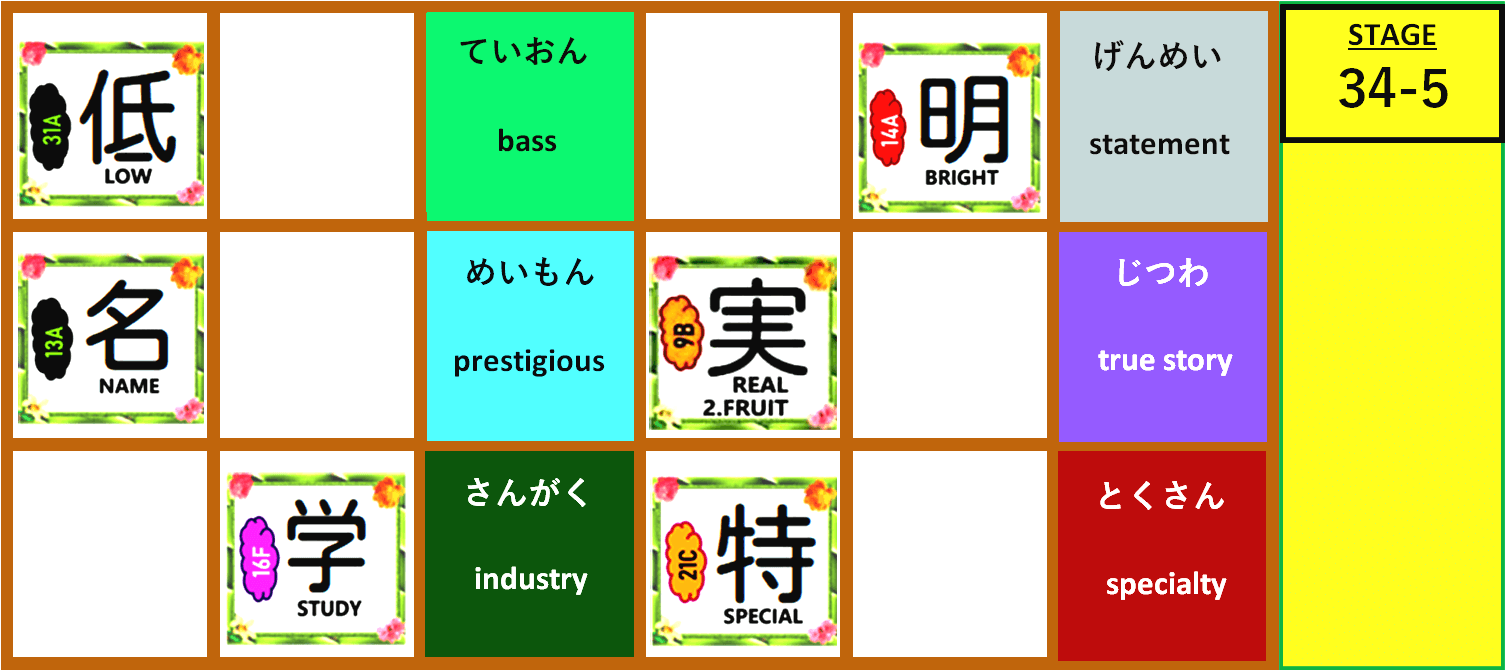 31A
低
LOW
ていおん
bass
14A
明
BRIGHT
げんめい
statement
STAGE
34-5
13A
名
NAME
めいもん
prestigious
9B
実
REAL
2.FRUIT
じつわ
true story
16F
学
STUDY
さんがく
industry
21C
特
SPECIAL
とくさん
specialty